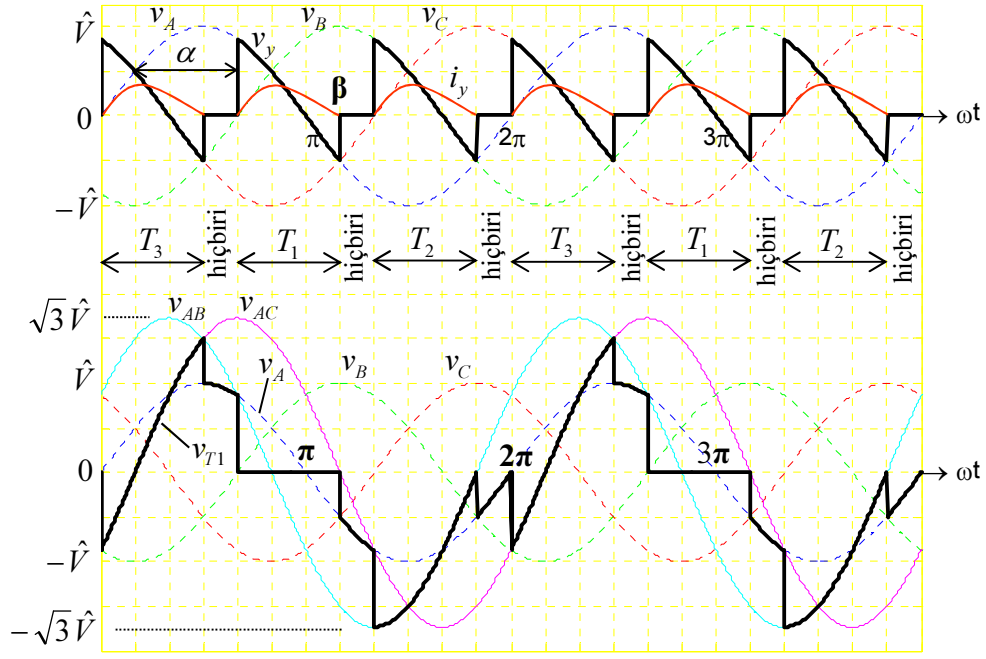 V̂ v_A v_B v_C
α v_y β i_y
0 π 2π 3π ωt
−V̂
T_3 hiçbiri T_1 hiçbiri T_2 hiçbiri T_3 hiçbiri T_1 hiçbiri T_2 hiçbiri
√3 V̂ v_AB v_AC
V̂ v_A v_B v_C
v_T1
0 π 2π 3π ωt
−V̂
−√3 V̂